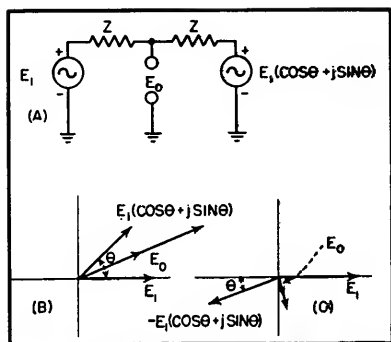 Z Z
+ +
E₁ E₀ E₁(COSθ+jSINθ)
- -
(A)
E₁(COSθ+jSINθ)
θ E₀ θ E₀
E₁ E₁
(B) (C)
-E₁(COSθ+jSINθ)